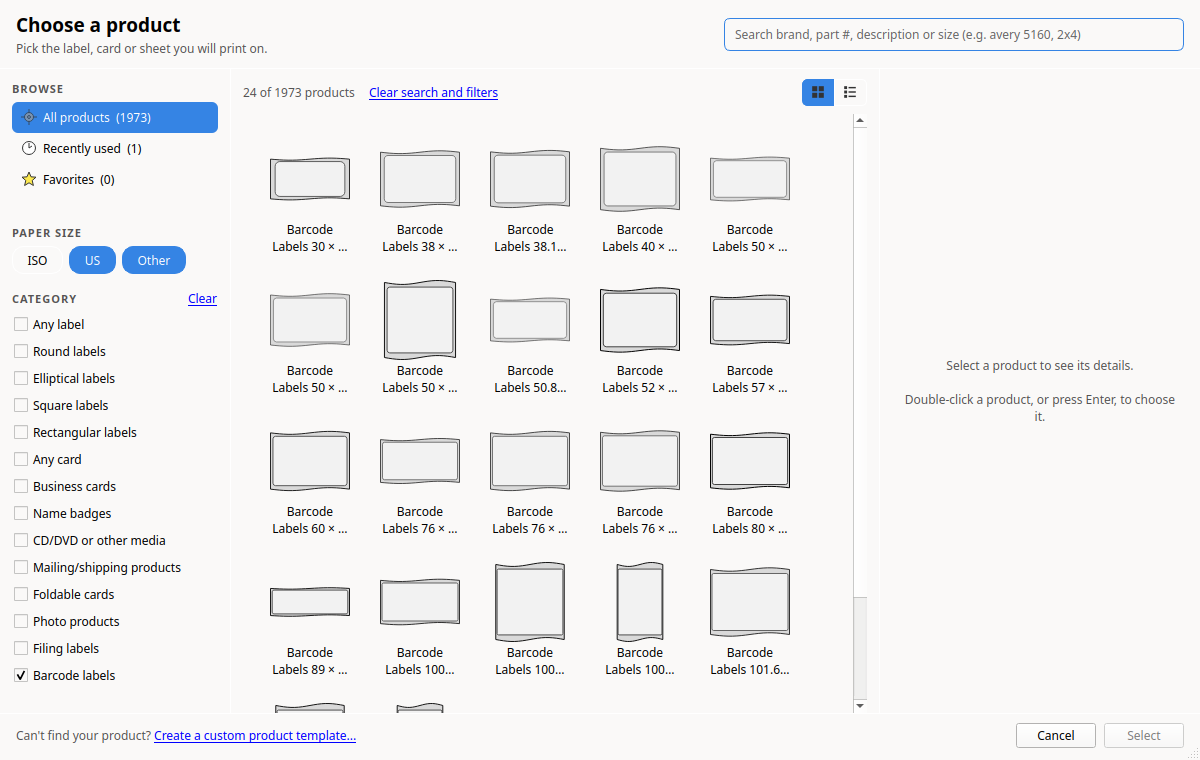 Choose a product
Pick the label, card or sheet you will print on.
Search brand, part #, description or size (e.g. avery 5160, 2x4)
BROWSE
All products (1973)
Recently used (1)
Favorites (0)
PAPER SIZE
ISO
US
Other
CATEGORY
Clear
Any label
Round labels
Elliptical labels
Square labels
Rectangular labels
Any card
Business cards
Name badges
CD/DVD or other media
Mailing/shipping products
Foldable cards
Photo products
Filing labels
Barcode labels
24 of 1973 products
Clear search and filters
Barcode
Labels 30 × ...
Barcode
Labels 38 × ...
Barcode
Labels 38.1...
Barcode
Labels 40 × ...
Barcode
Labels 50 × ...
Barcode
Labels 50 × ...
Barcode
Labels 50 × ...
Barcode
Labels 50.8...
Barcode
Labels 52 × ...
Barcode
Labels 57 × ...
Barcode
Labels 60 × ...
Barcode
Labels 76 × ...
Barcode
Labels 76 × ...
Barcode
Labels 76 × ...
Barcode
Labels 80 × ...
Barcode
Labels 89 × ...
Barcode
Labels 100...
Barcode
Labels 100...
Barcode
Labels 100...
Barcode
Labels 101.6...
Select a product to see its details.
Double-click a product, or press Enter, to choose
it.
Can't find your product? Create a custom product template...
Cancel
Select